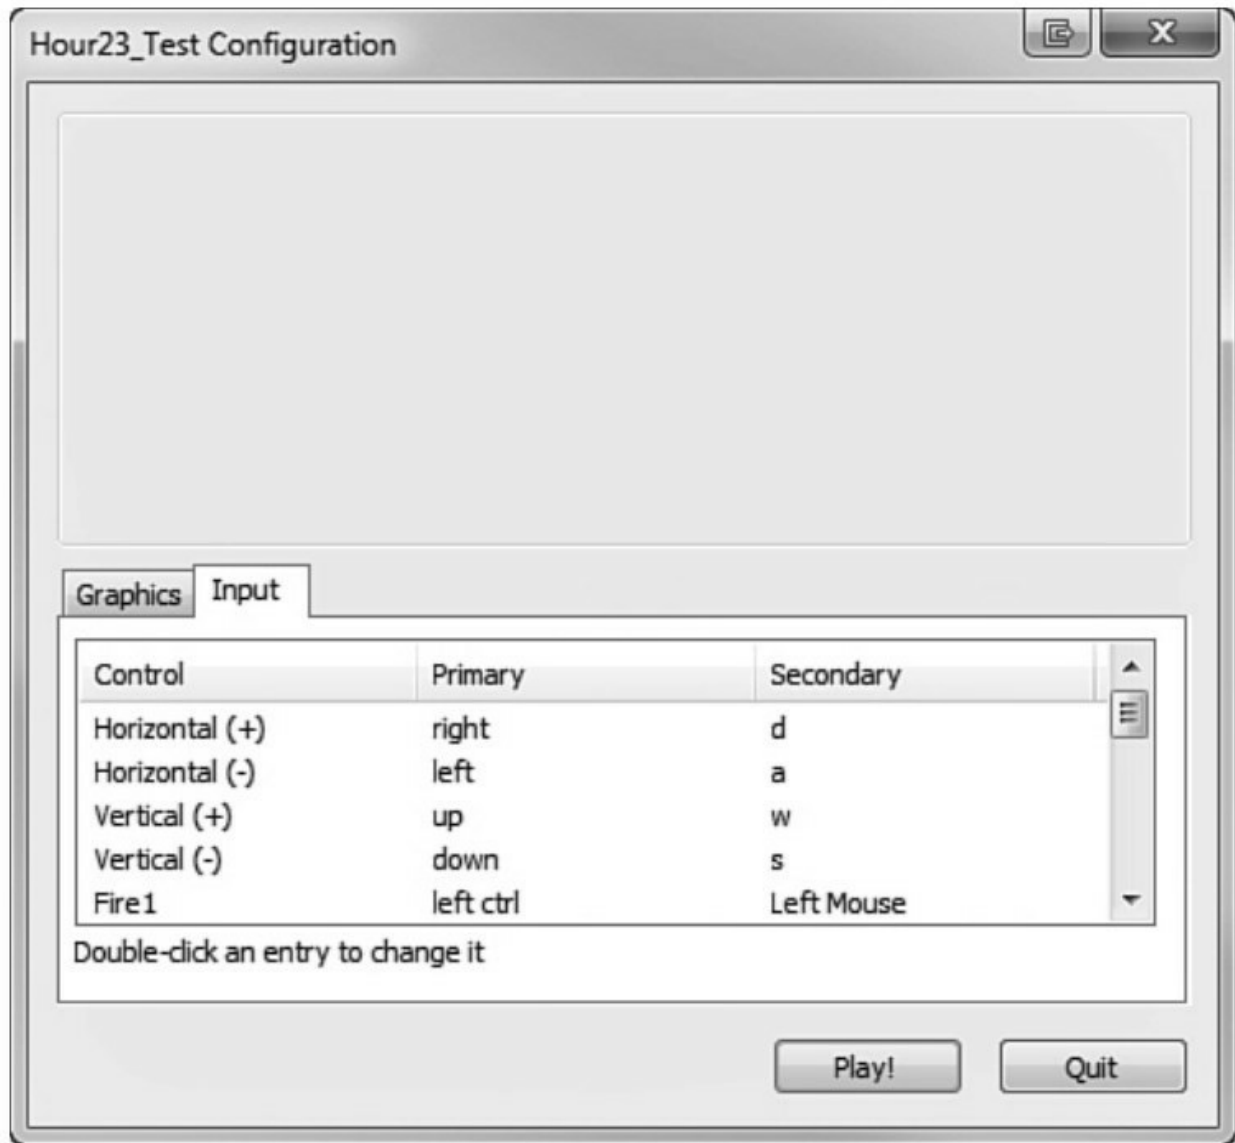 Hour23_Test Configuration
Graphics Input
Control Primary Secondary
Horizontal (+) right d
Horizontal (-) left a
Vertical (+) up w
Vertical (-) down s
Fire1 left ctrl Left Mouse
Double-click an entry to change it
Play! Quit